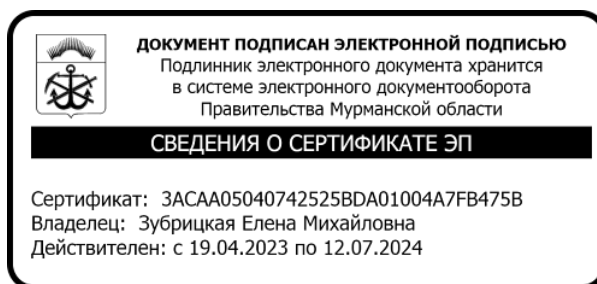 ДОКУМЕНТ ПОДПИСАН ЭЛЕКТРОННОЙ ПОДПИСЬЮ
Подлинник электронного документа хранится
в системе электронного документооборота
Правительства Мурманской области
СВЕДЕНИЯ О СЕРТИФИКАТЕ ЭП
Сертификат: 3ACAA05040742525BDA01004A7FB475B
Владелец: Зубрицкая Елена Михайловна
Действителен: с 19.04.2023 по 12.07.2024